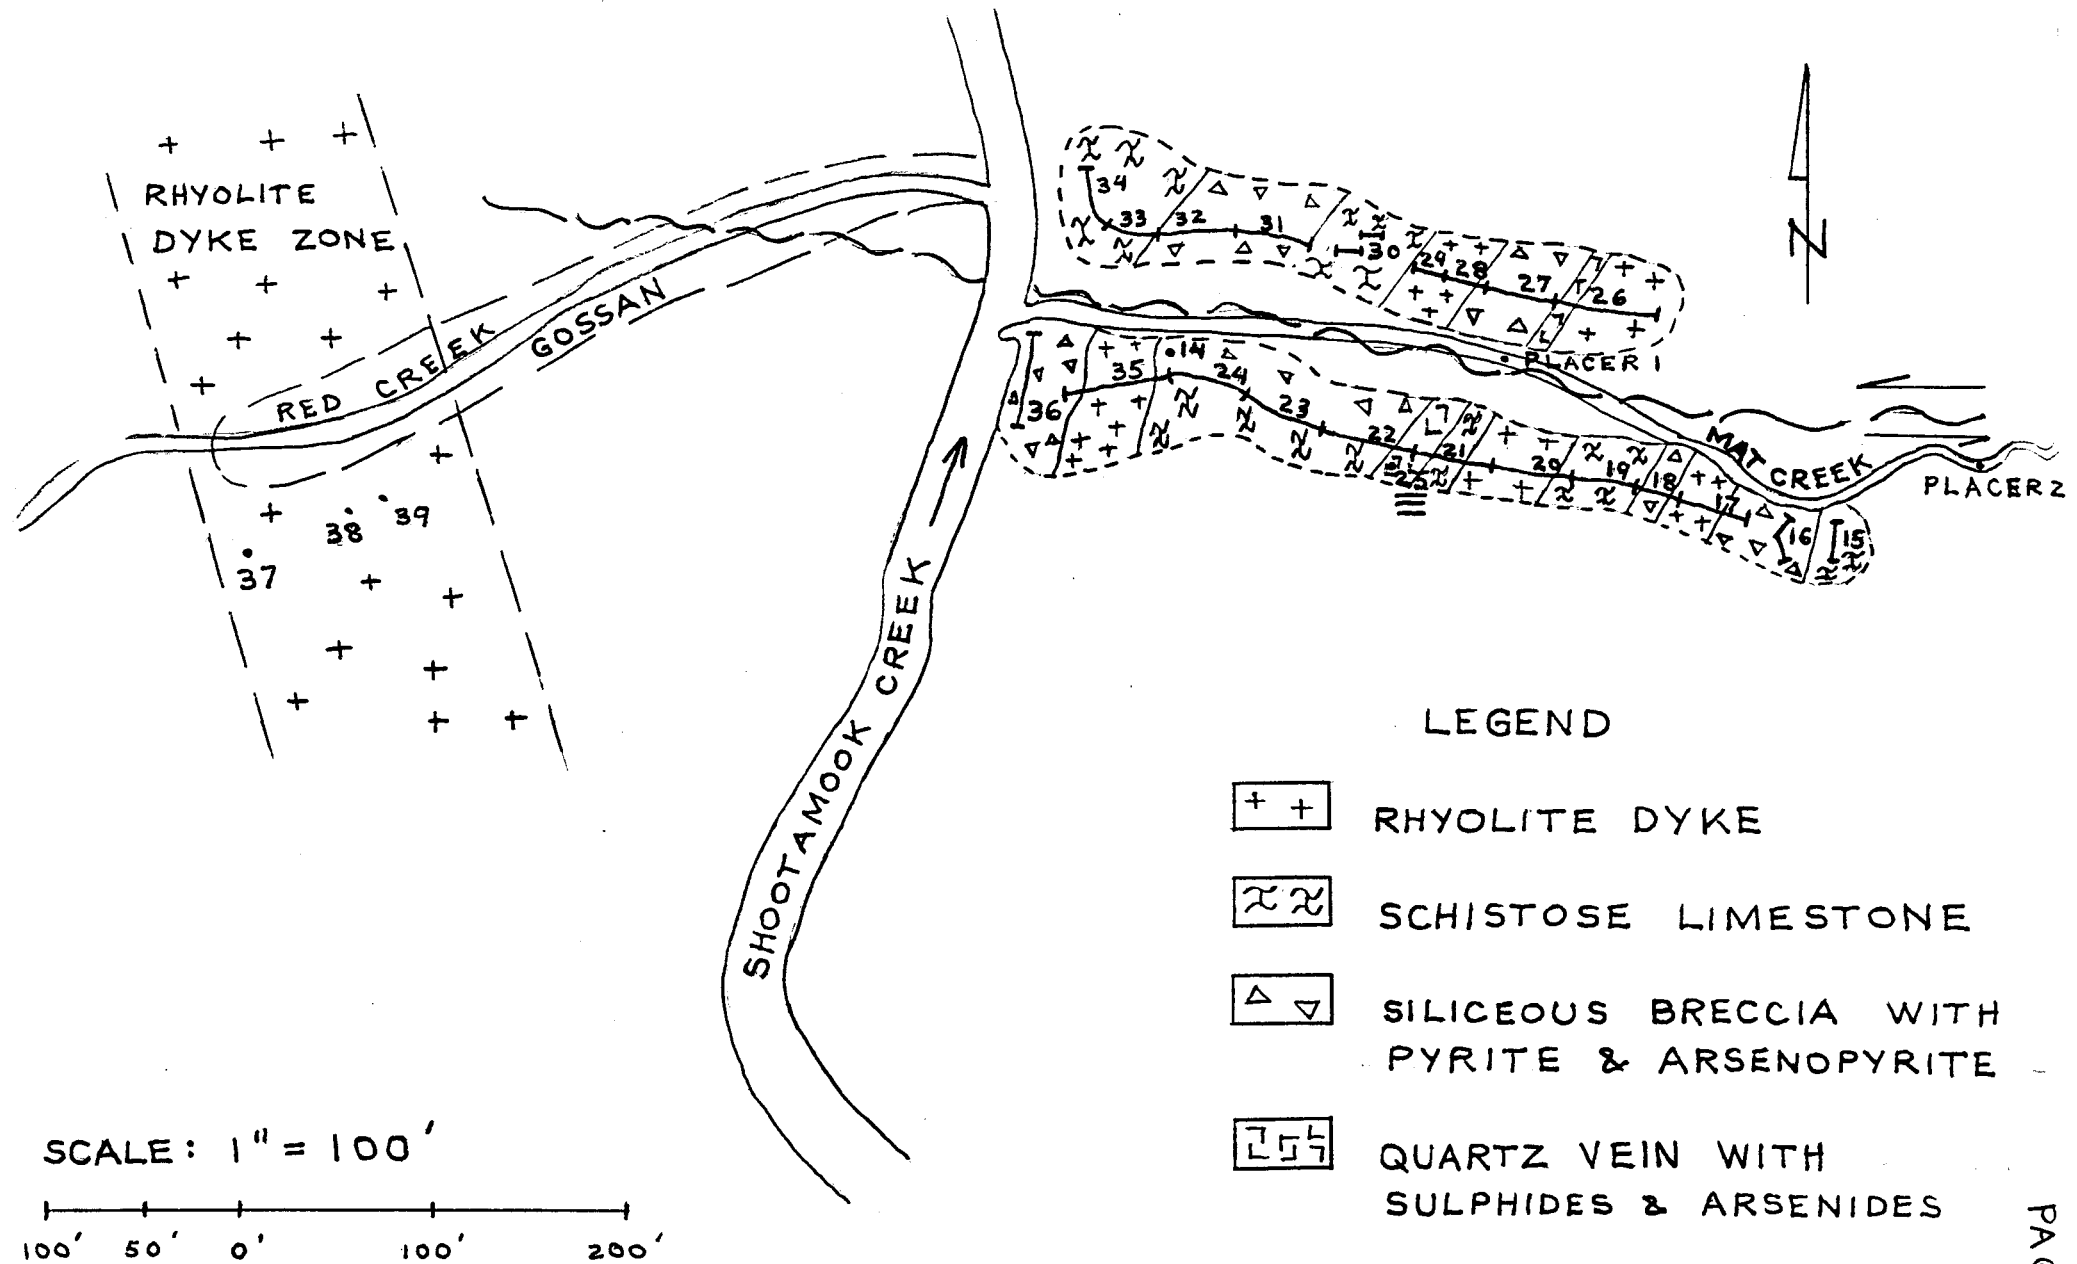 RHYOLITE
DYKE ZONE
RED CREEK
GOSSAN
34
33
32
31
30
29
28
27
26
N
PLACER 1
14
35
24
36
23
22
21
25
20
19
18
17
16
15
MAT CREEK
PLACER 2
38
39
37
SHOOTAMOOK CREEK
LEGEND
RHYOLITE DYKE
SCHISTOSE LIMESTONE
SILICEOUS BRECCIA WITH
PYRITE & ARSENOPYRITE
QUARTZ VEIN WITH
SULPHIDES & ARSENIDES
SCALE: 1" = 100'
100' 50' 0' 100' 200'